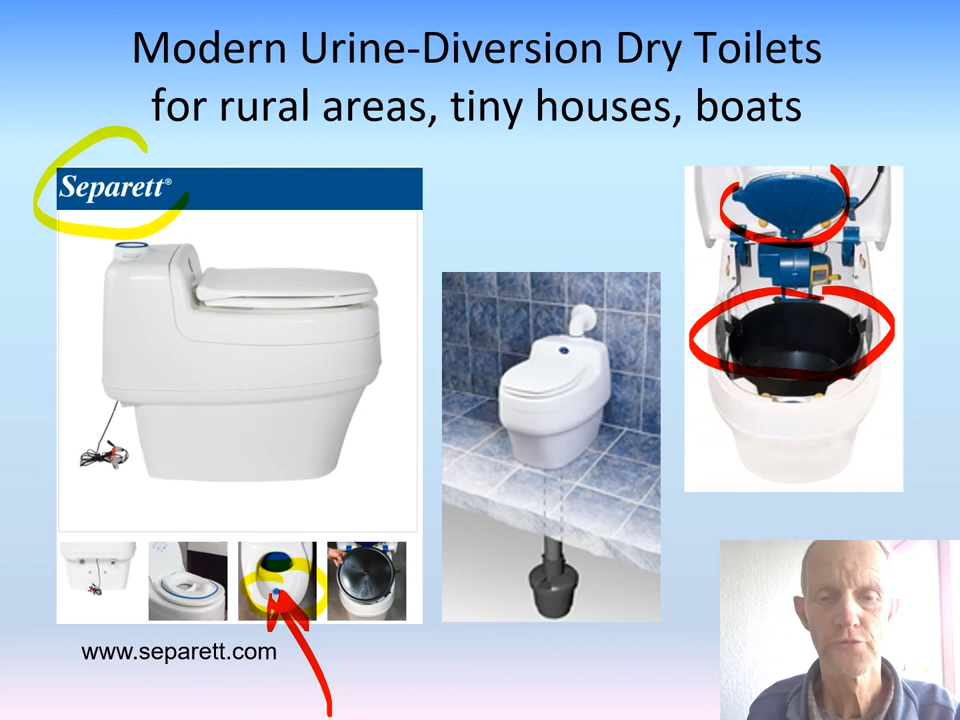 Modern Urine-Diversion Dry Toilets
for rural areas, tiny houses, boats
Separett®
www.separett.com